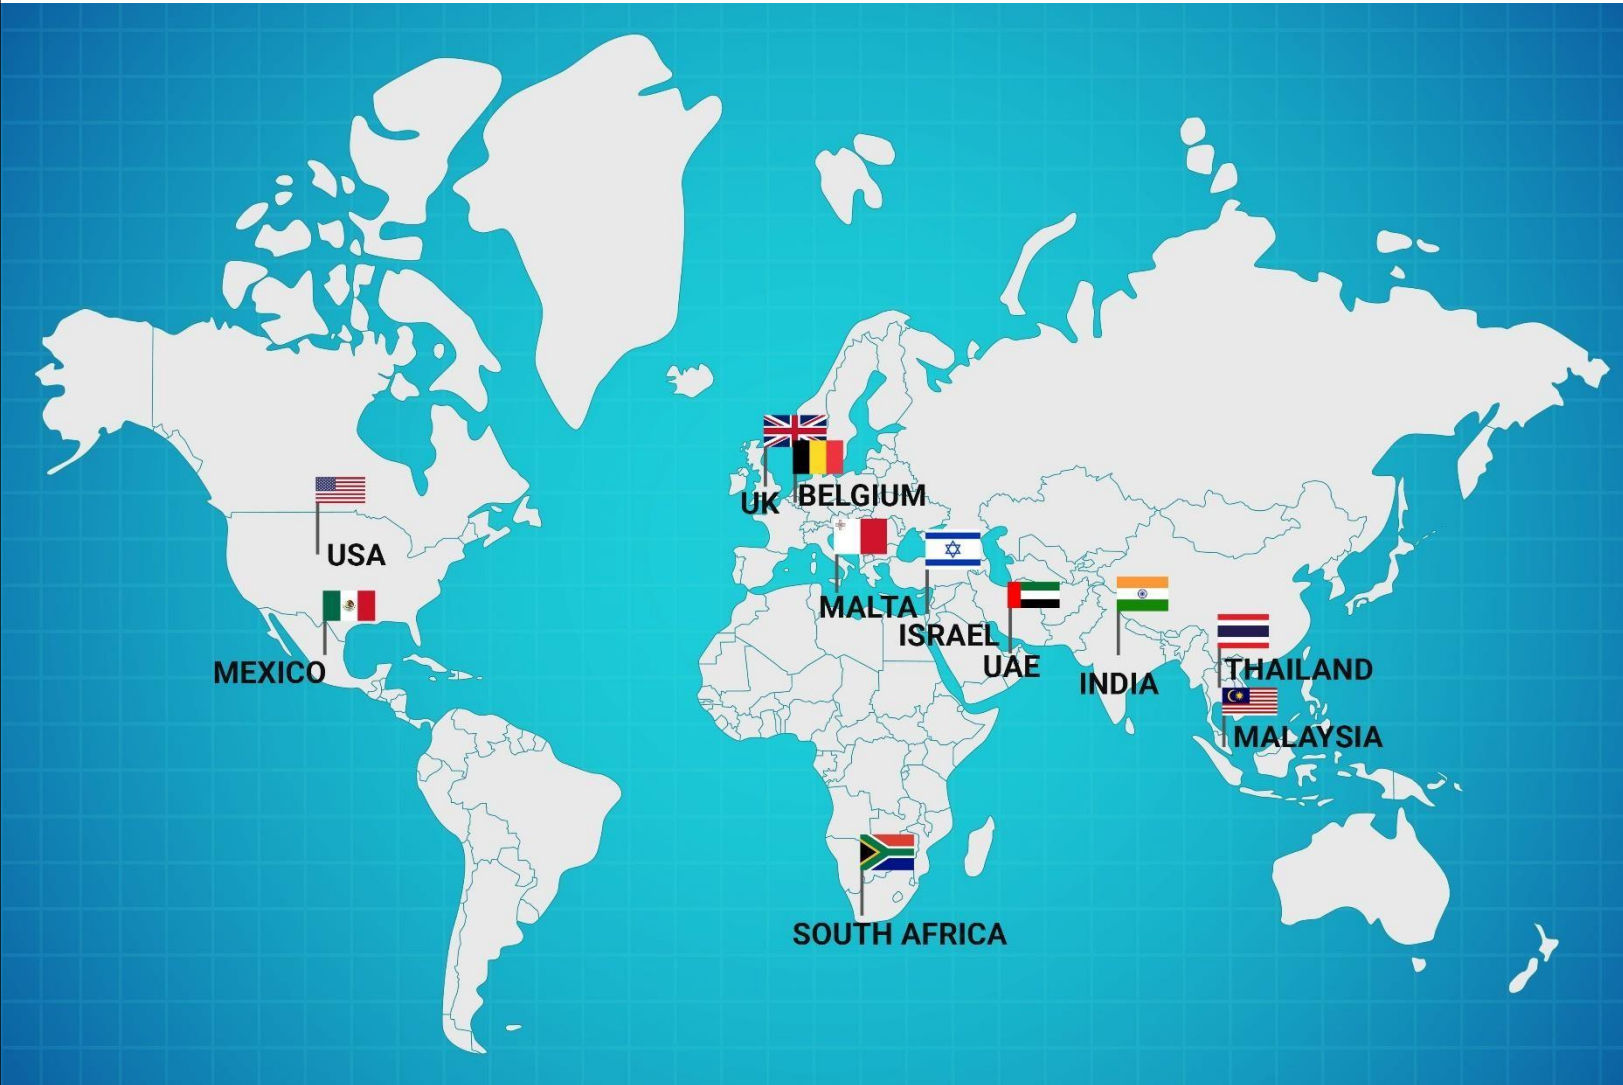 UK
BELGIUM
USA
MALTA
ISRAEL
UAE
MEXICO
INDIA
THAILAND
MALAYSIA
SOUTH AFRICA